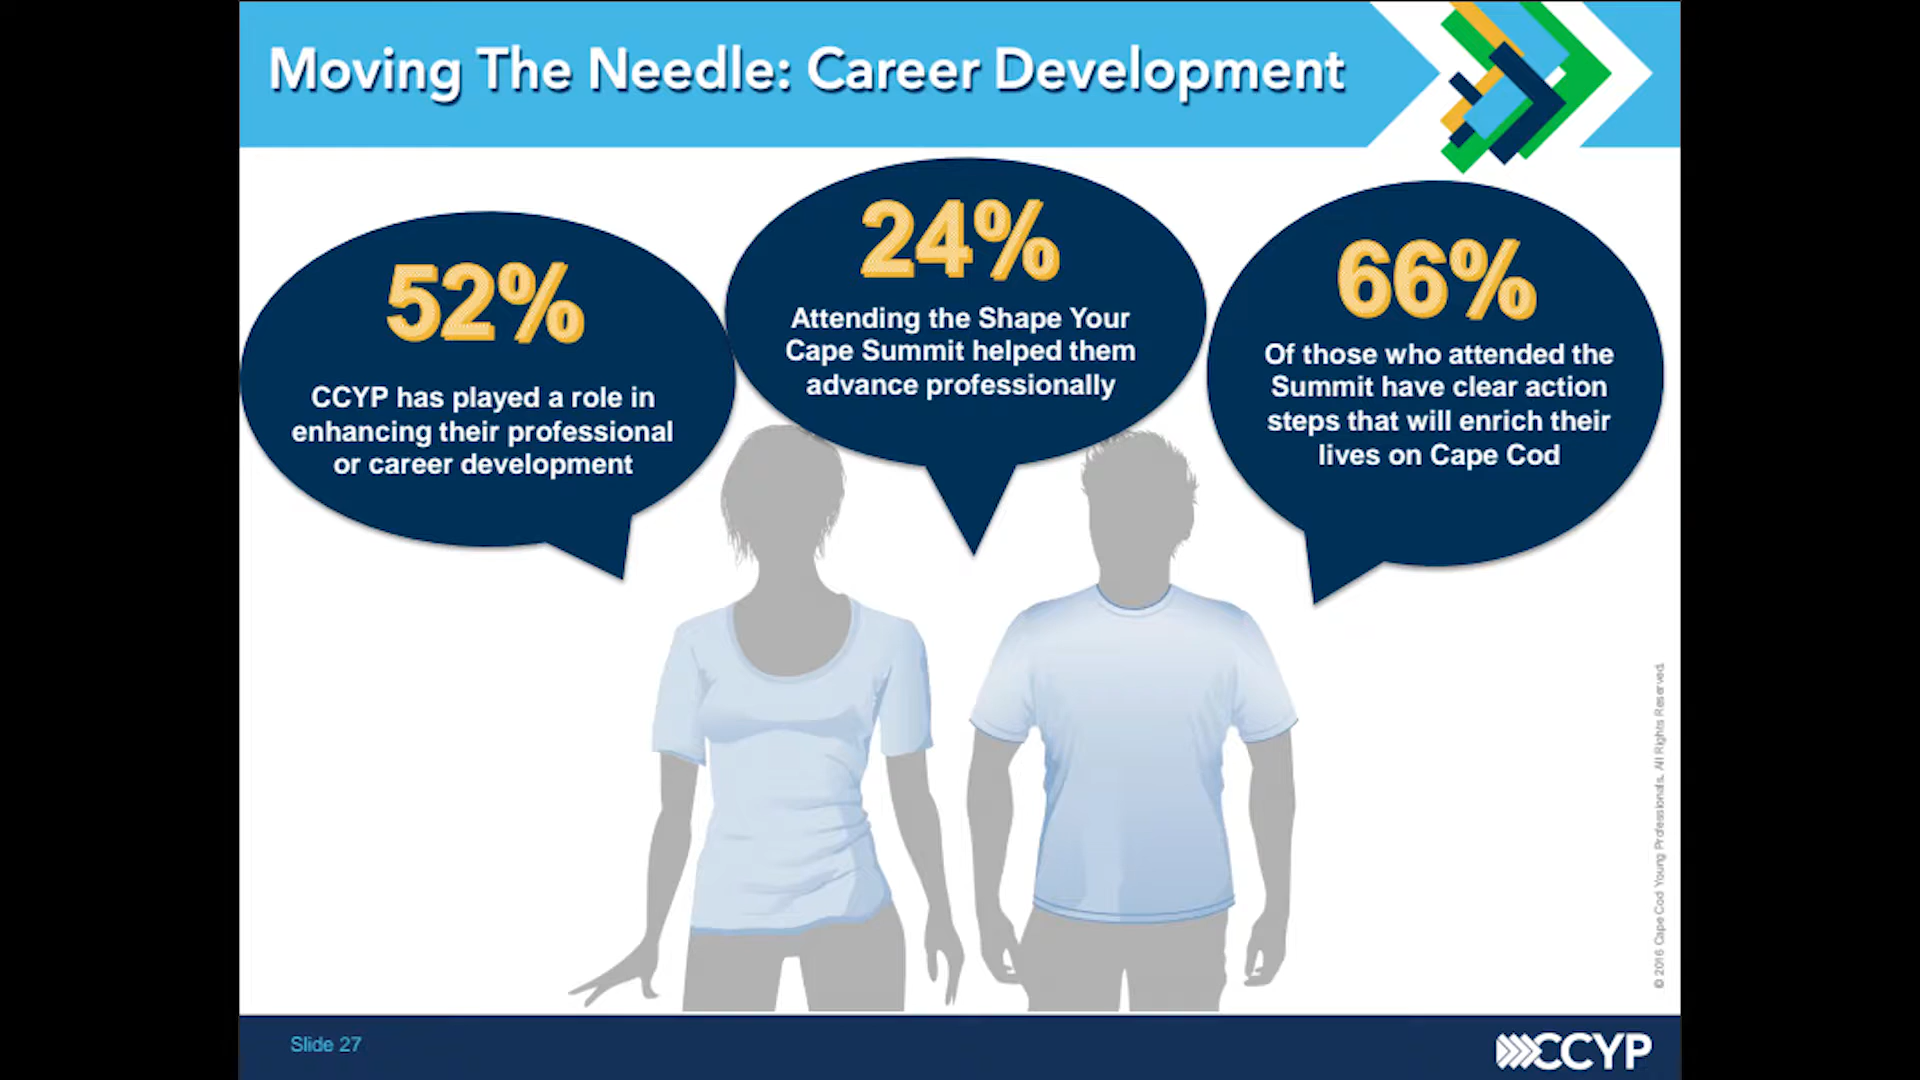 Moving The Needle: Career Development
52%
CCYP has played a role in
enhancing their professional
or career development
24%
Attending the Shape Your
Cape Summit helped them
advance professionally
66%
Of those who attended the
Summit have clear action
steps that will enrich their
lives on Cape Cod
© 2016 Cape Cod Young Professionals. All Rights Reserved.
Slide 27
CCYP